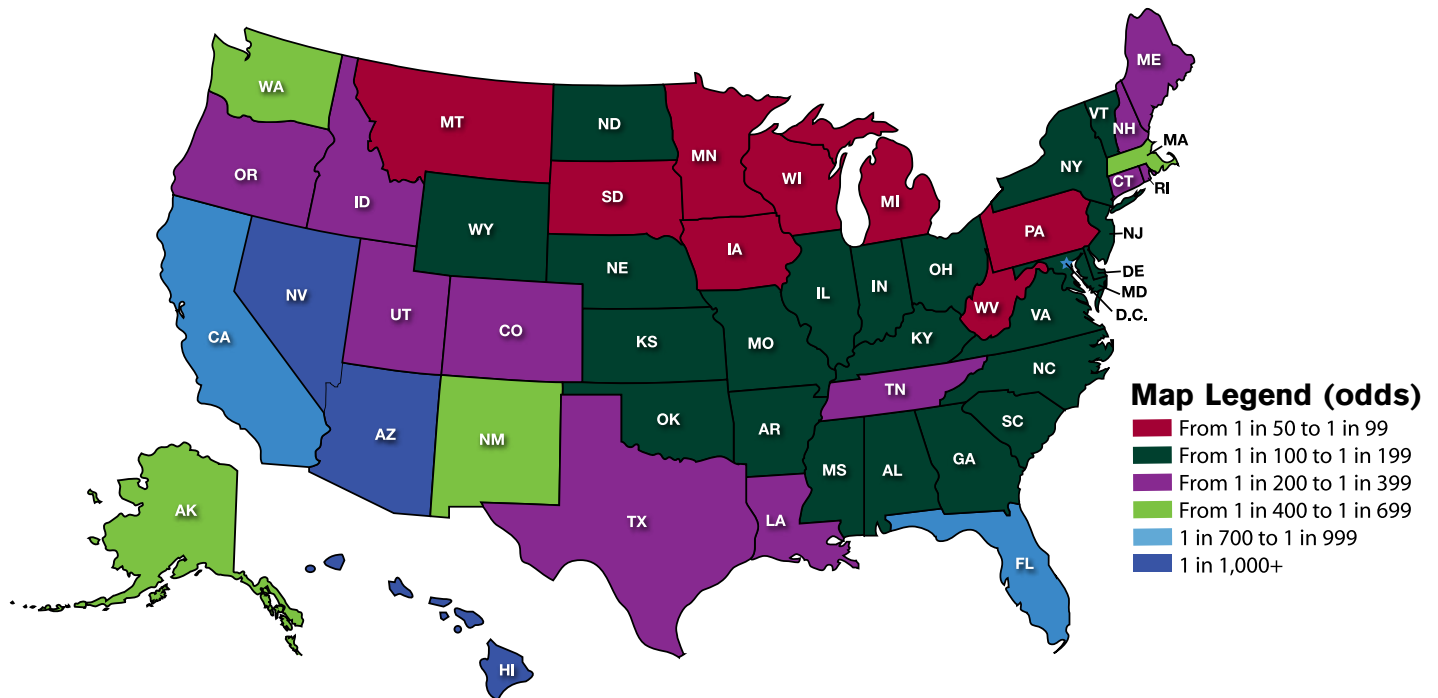 WA
MT
ND
MN
ME
VT
NH
MA
OR
ID
SD
WI
MI
NY
CT
RI
WY
IA
PA
NJ
NV
UT
CO
NE
IL
IN
OH
DE
MD
D.C.
CA
KS
MO
KY
WV
VA
AZ
NM
OK
AR
TN
NC
SC
AK
TX
LA
MS
AL
GA
FL
HI
Map Legend (odds)
From 1 in 50 to 1 in 99
From 1 in 100 to 1 in 199
From 1 in 200 to 1 in 399
From 1 in 400 to 1 in 699
1 in 700 to 1 in 999
1 in 1,000+